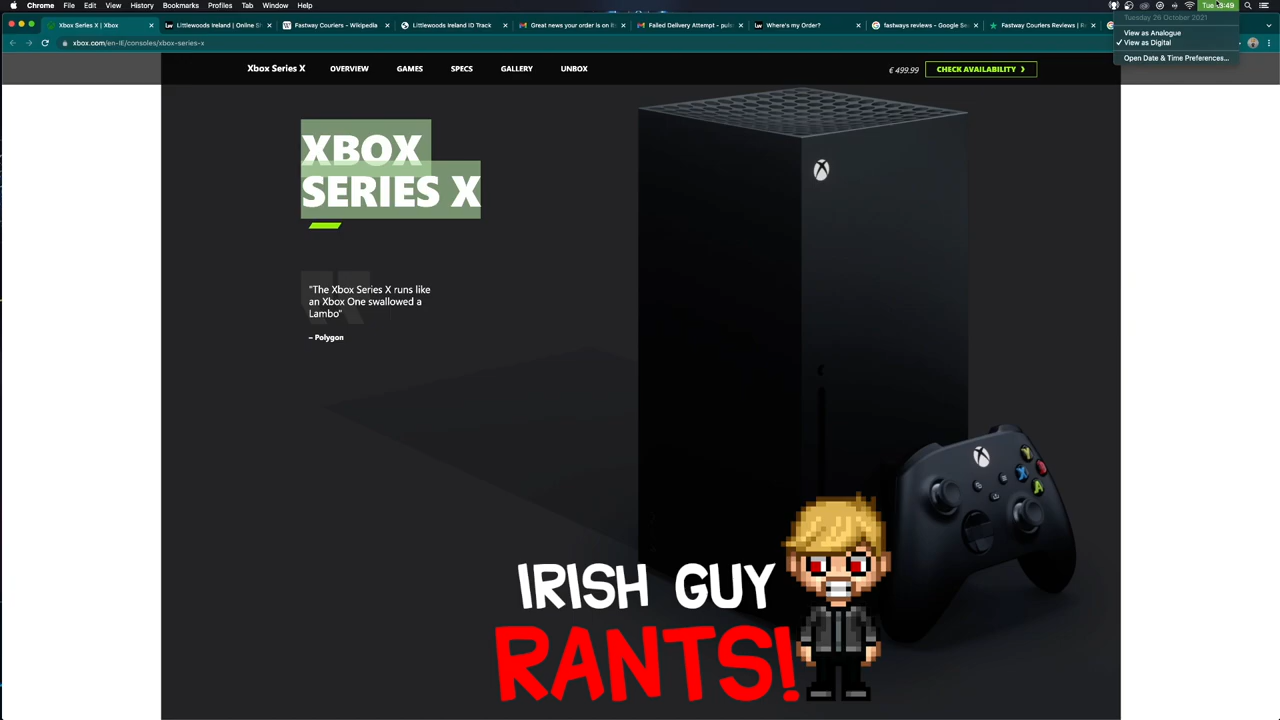 Chrome File Edit View History Bookmarks Profiles Tab Window Help
Tuesday 26 October 2021
View as Analogue
✓ View as Digital
Open Date & Time Preferences...
Xbox Series X | Xbox
Littlewoods Ireland | Online S
Fastway Couriers - Wikipedia
Littlewoods Ireland ID Track
Great news your order is on it
Failed Delivery Attempt - pul
Where's my Order?
fastways reviews - Google Se
Fastway Couriers Reviews | R
xbox.com/en-IE/consoles/xbox-series-x
Xbox Series X OVERVIEW GAMES SPECS GALLERY UNBOX € 499.99 CHECK AVAILABILITY
XBOX
SERIES X
"The Xbox Series X runs like
an Xbox One swallowed a
Lambo"
– Polygon
Y
X
B
A
IRISH GUY
RANTS!